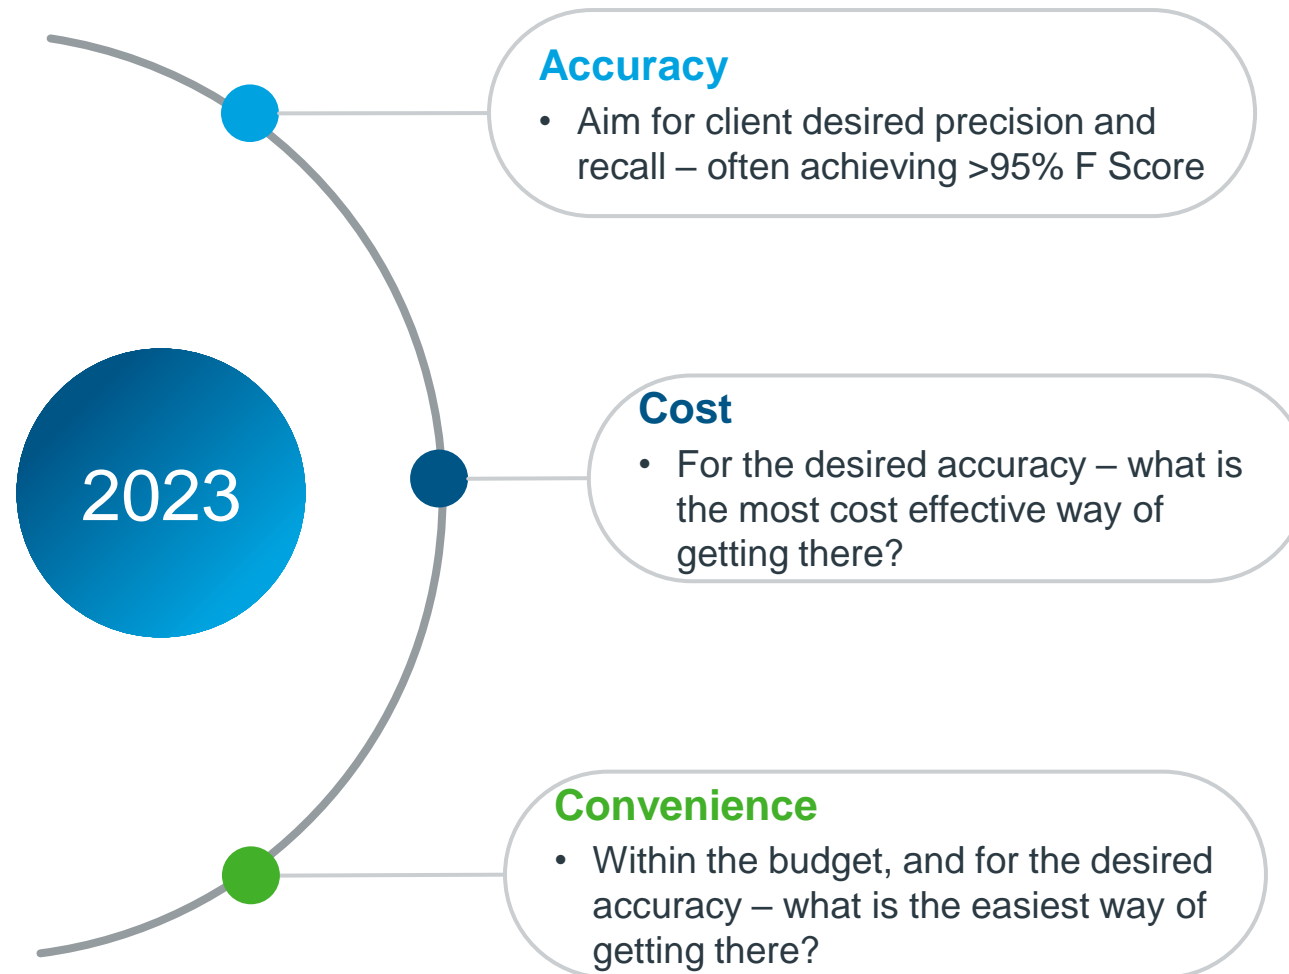 Accuracy
• Aim for client desired precision and
recall – often achieving >95% F Score
2023
Cost
• For the desired accuracy – what is
the most cost effective way of
getting there?
Convenience
• Within the budget, and for the desired
accuracy – what is the easiest way of
getting there?